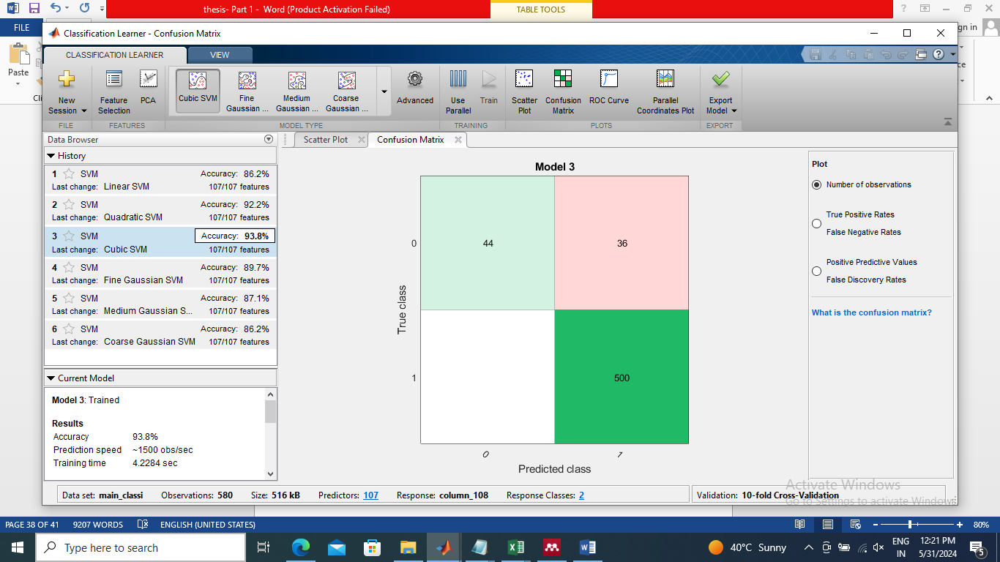 thesis- Part 1 - Word (Product Activation Failed)
TABLE TOOLS
FILE
gn in
Classification Learner - Confusion Matrix
CLASSIFICATION LEARNER
VIEW
Paste
Cli
ce
New
Session
Feature
Selection
PCA
Cubic SVM
Fine
Gaussian ...
Medium
Gaussian ...
Coarse
Gaussian ...
Advanced
Use
Parallel
Train
Scatter
Plot
Confusion
Matrix
ROC Curve
Parallel
Coordinates Plot
Export
Model
FILE
FEATURES
MODEL TYPE
TRAINING
PLOTS
EXPORT
Data Browser
Scatter Plot
Confusion Matrix
History
1 SVM Accuracy: 86.2%
Last change: Linear SVM 107/107 features
2 SVM Accuracy: 92.2%
Last change: Quadratic SVM 107/107 features
3 SVM Accuracy: 93.8%
Last change: Cubic SVM 107/107 features
4 SVM Accuracy: 89.7%
Last change: Fine Gaussian SVM 107/107 features
5 SVM Accuracy: 87.1%
Last change: Medium Gaussian S... 107/107 features
6 SVM Accuracy: 86.2%
Last change: Coarse Gaussian SVM 107/107 features
Current Model
Model 3: Trained
Results
Accuracy 93.8%
Prediction speed ~1500 obs/sec
Training time 4.2284 sec
Model 3
0
44
36
True class
1
500
0
1
Predicted class
Plot
Number of observations
True Positive Rates
False Negative Rates
Positive Predictive Values
False Discovery Rates
What is the confusion matrix?
Activate Windows
Go to Settings to activate Windows.
Data set: main_classi Observations: 580 Size: 516 kB Predictors: 107 Response: column_108 Response Classes: 2
Validation: 10-fold Cross-Validation
PAGE 38 OF 41 9207 WORDS ENGLISH (UNITED STATES)
80%
Type here to search
40°C Sunny
ENG
IN
12:21 PM
5/31/2024
5